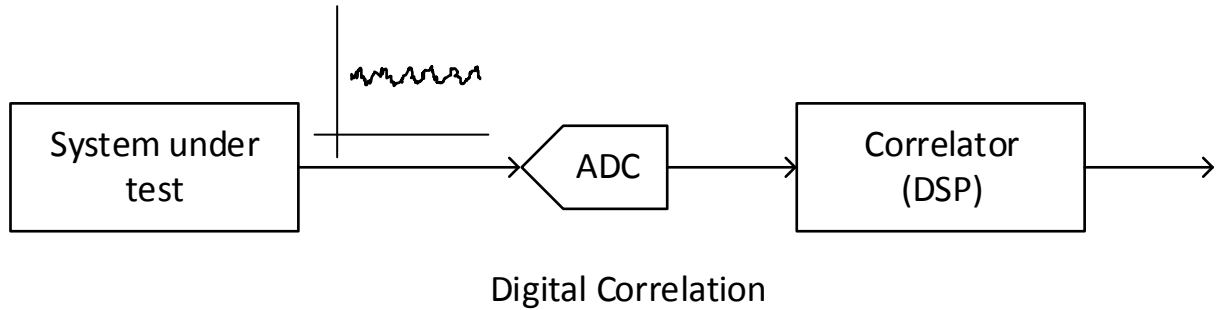 System under
test
ADC
Correlator
(DSP)
Digital Correlation